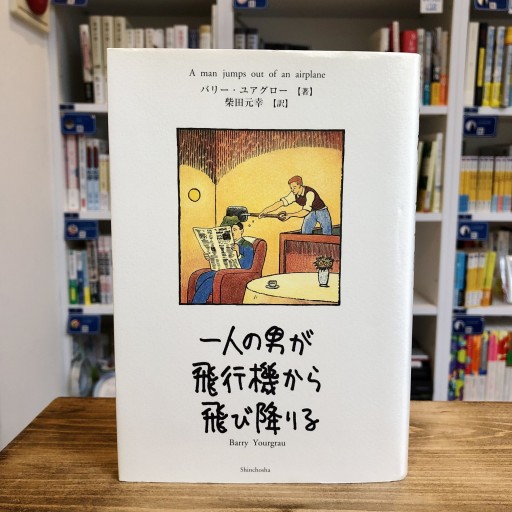 A man jumps out of an airplane
バリー・ユアグロー【著】
柴田元幸【訳】
一人の男が
飛行機から
飛び降りる
Barry Yourgrau
Shinchosha